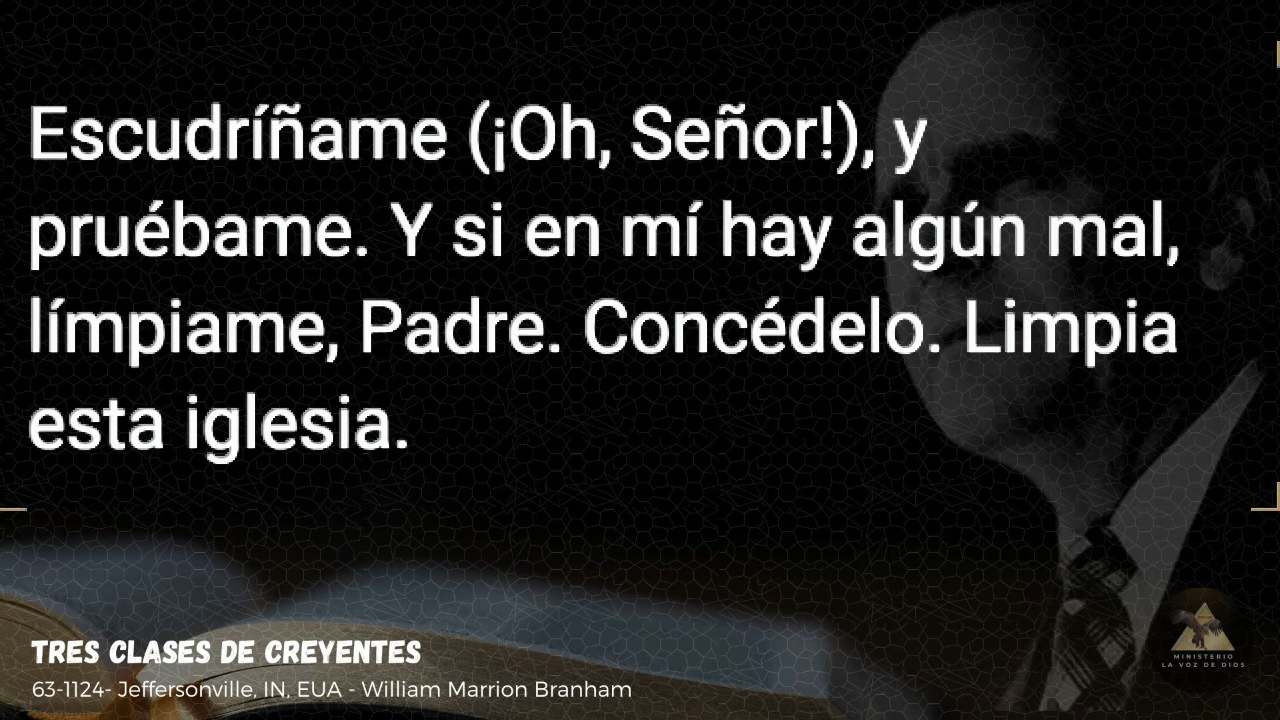 Escudríñame (¡Oh, Señor!), y
pruébame. Y si en mí hay algún mal,
límpiame, Padre. Concédelo. Limpia
esta iglesia.
TRES CLASES DE CREYENTES
63-1124- Jeffersonville, IN, EUA - William Marrion Branham
MINISTERIO
LA VOZ DE DIOS